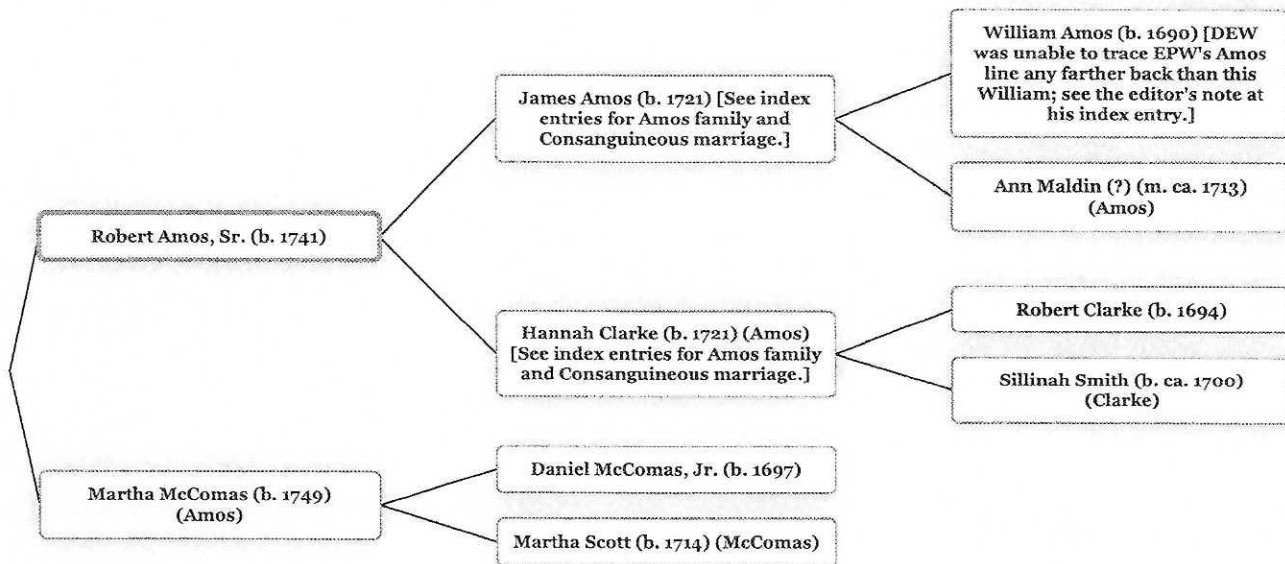 William Amos (b. 1690) [DEW
was unable to trace EPW's Amos
line any farther back than this
William; see the editor's note at
his index entry.]
James Amos (b. 1721) [See index
entries for Amos family and
Consanguineous marriage.]
Ann Maldin (?) (m. ca. 1713)
(Amos)
Robert Amos, Sr. (b. 1741)
Robert Clarke (b. 1694)
Hannah Clarke (b. 1721) (Amos)
[See index entries for Amos family
and Consanguineous marriage.]
Sillinah Smith (b. ca. 1700)
(Clarke)
Daniel McComas, Jr. (b. 1697)
Martha McComas (b. 1749)
(Amos)
Martha Scott (b. 1714) (McComas)